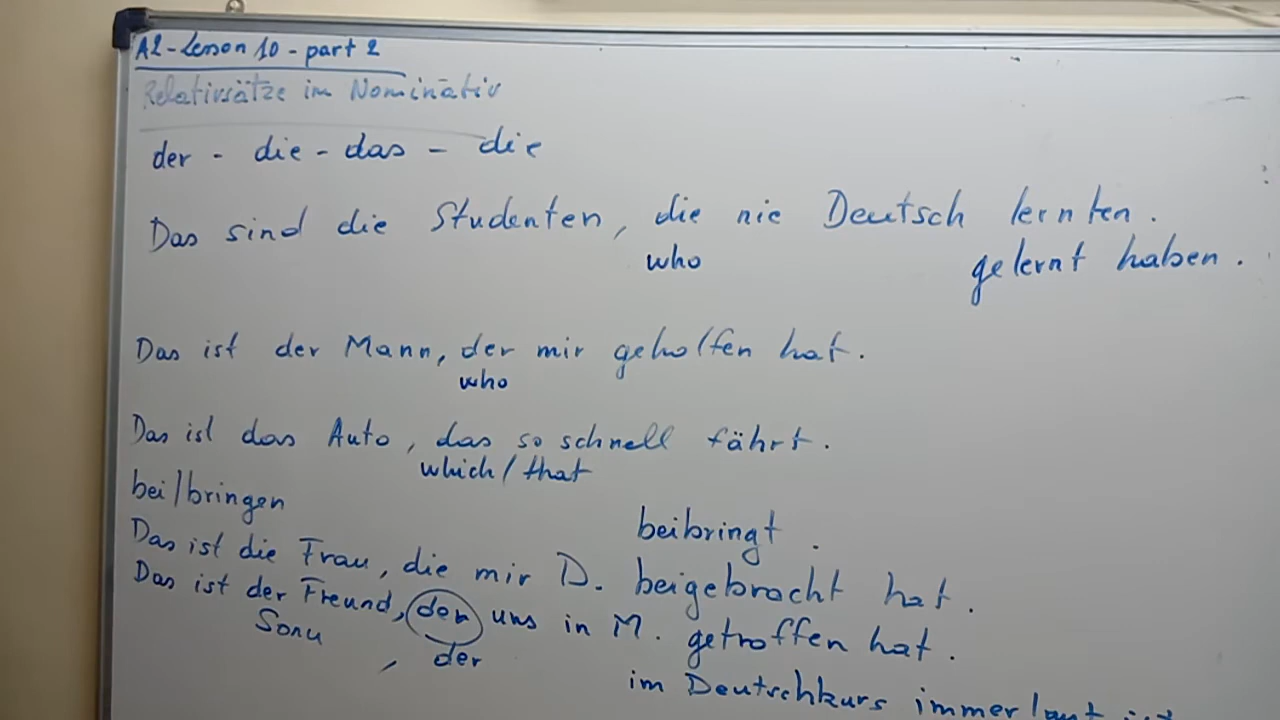 A2-Lesson 10 - part 2
Relativsätze im Nominativ
der - die - das - die
Das sind die Studenten, die nie Deutsch lernten.
who gelernt haben.
Das ist der Mann, der mir geholfen hat.
who
Das ist das Auto, das so schnell fährt.
which/that
bei/bringen
beibringt.
Das ist die Frau, die mir D. beigebracht hat.
Das ist der Freund, der uns in M. getroffen hat.
Sonu
, der
im Deutschkurs immer laut ist